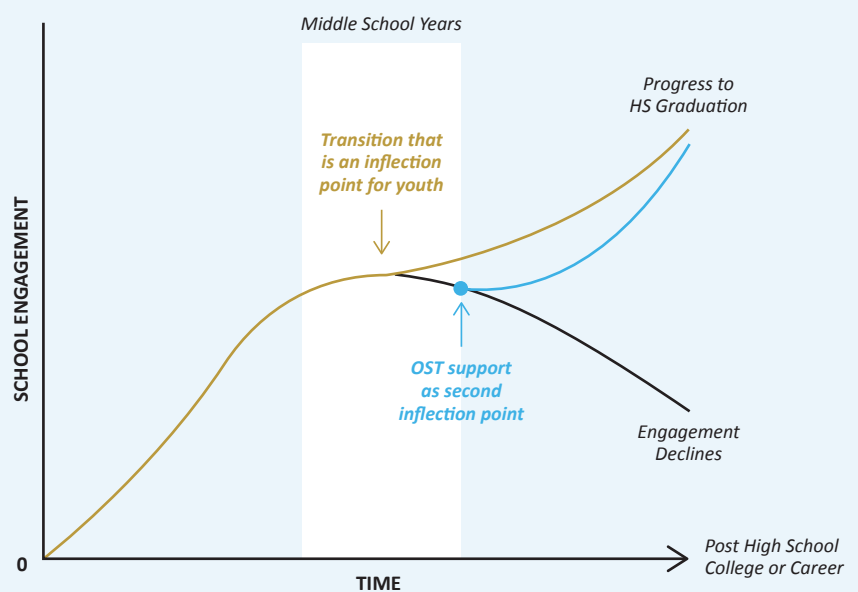 Middle School Years
Progress to
HS Graduation
Transition that
is an inflection
point for youth
SCHOOL ENGAGEMENT
OST support
as second
inflection point
Engagement
Declines
0
Post High School
College or Career
TIME